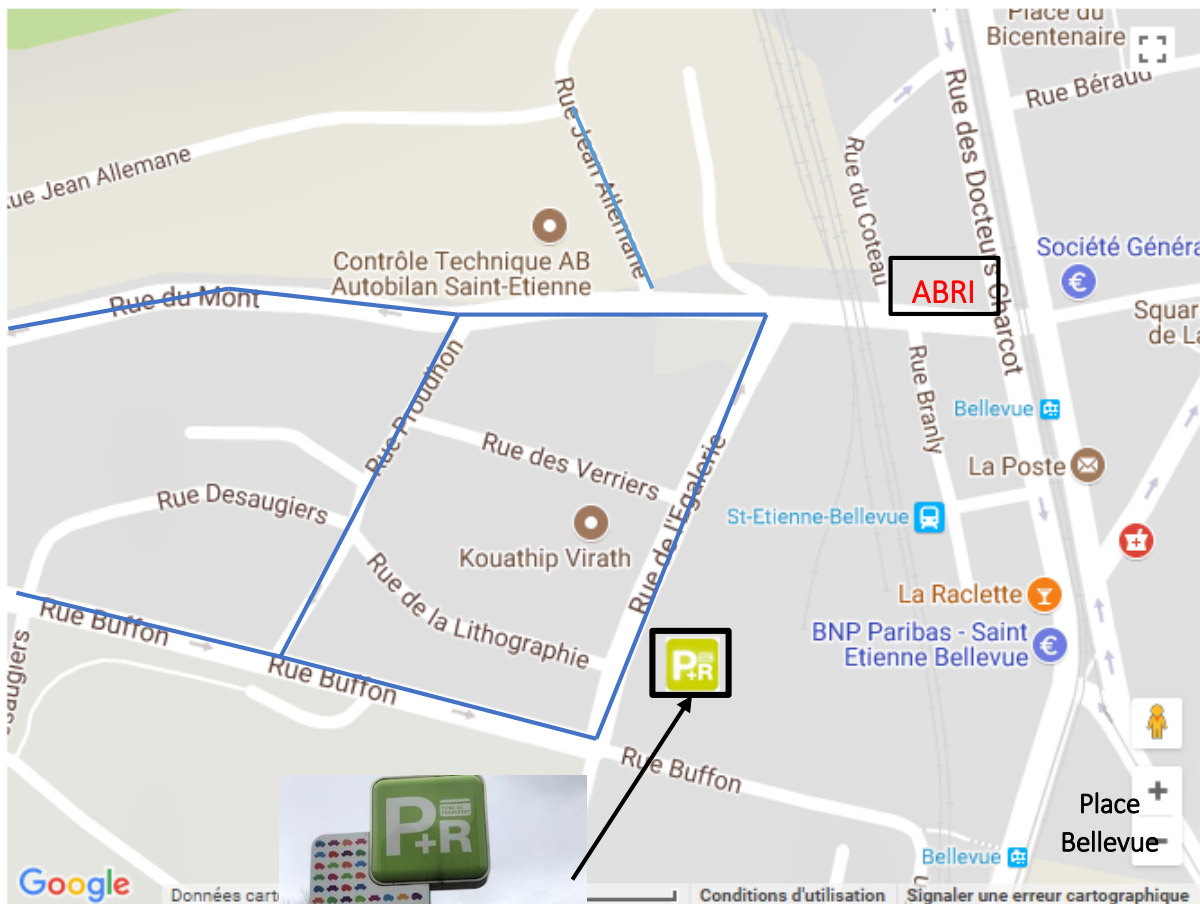 Place du
Bicentenaire
Rue Béraud
Rue des Docteurs Charcot
Rue Jean Allemane
Rue Jean Allemane
Rue du Coteau
Contrôle Technique AB
Autobilan Saint-Etienne
Société Généra
ABRI
Rue du Mont
Squar
de La
Rue Proudhon
Rue Branly
Bellevue
Rue des Verriers
La Poste
Rue Desaugiers
Rue de l'Egalerie
St-Etienne-Bellevue
Kouathip Virath
Rue de la Lithographie
La Raclette
Rue Buffon
BNP Paribas - Saint
Etienne Bellevue
P+R
Rue Buffon
esaugiers
Rue Buffon
P+R
Place
Bellevue
Bellevue
Google
Données carto
Conditions d'utilisation
Signaler une erreur cartographique